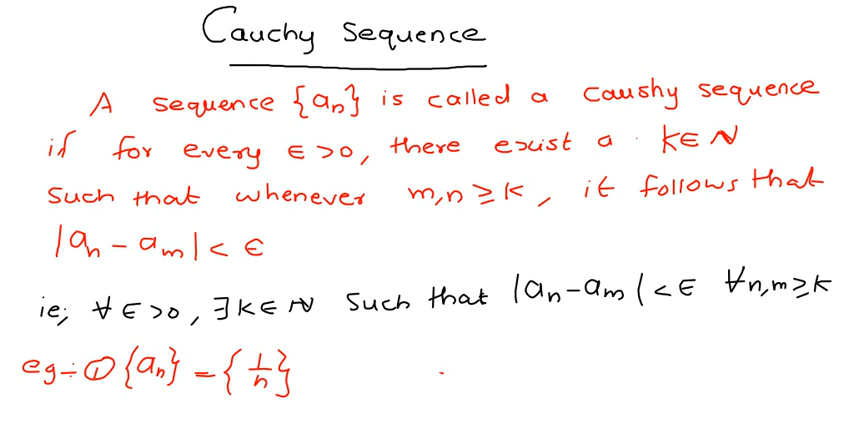 Cauchy Sequence
A sequence {aₙ} is called a caushy sequence
if for every ∈>0, there exist a k∈N
such that whenever m,n ≥ k, it follows that
|aₙ - aₘ| < ∈
ie; ∀ ∈>0, ∃ k∈N such that |aₙ-aₘ| <∈ ∀n,m≥k
eg÷ ① {aₙ} = {1/n}